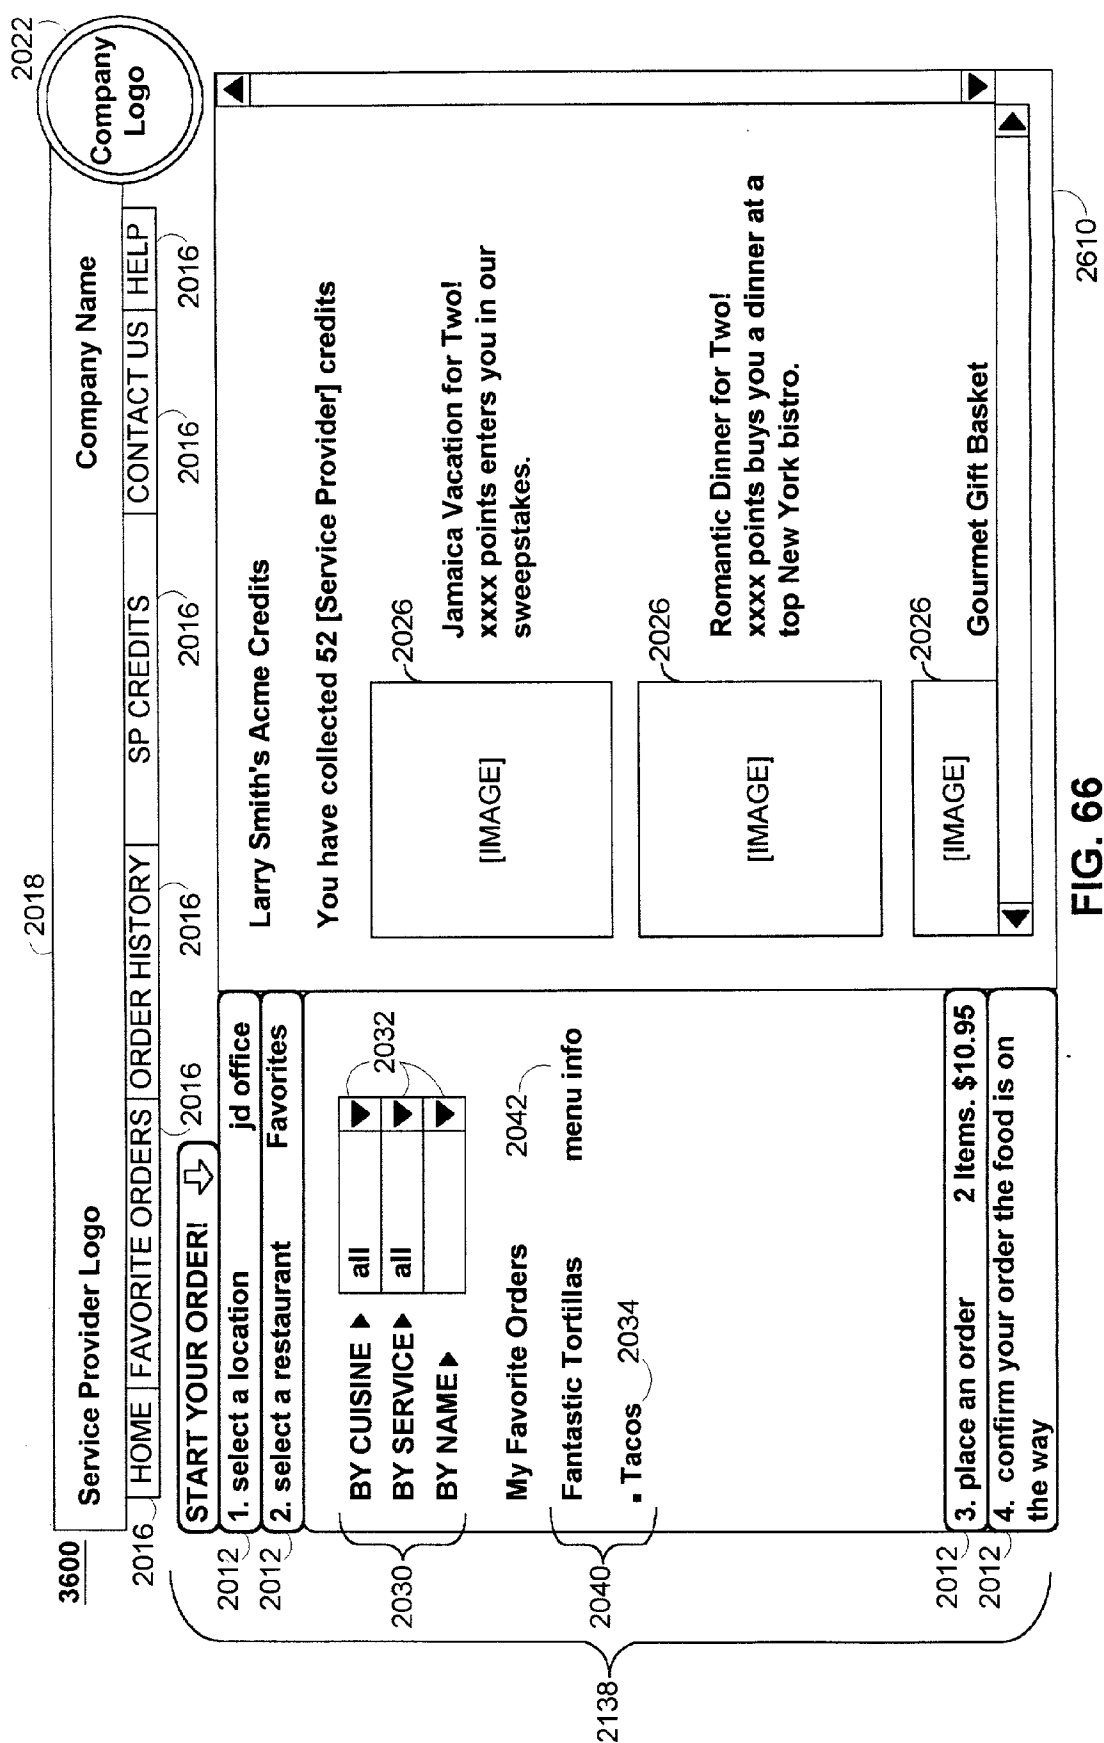 3600
2018
2022
Service Provider Logo
Company Name
Company
Logo
HOME
FAVORITE ORDERS
ORDER HISTORY
SP CREDITS
CONTACT US
HELP
2016
2016
2016
2016
2016
2016
START YOUR ORDER!
2012
1. select a location
jd office
2012
2. select a restaurant
Favorites
2030
BY CUISINE
all
BY SERVICE
all
BY NAME
2032
My Favorite Orders
2042
2040
Fantastic Tortillas
menu info
Tacos
2034
2138
2012
3. place an order
2 Items. $10.95
2012
4. confirm your order the food is on
the way
Larry Smith's Acme Credits
You have collected 52 [Service Provider] credits
[IMAGE]
2026
Jamaica Vacation for Two!
xxxx points enters you in our
sweepstakes.
[IMAGE]
2026
Romantic Dinner for Two!
xxxx points buys you a dinner at a
top New York bistro.
[IMAGE]
2026
Gourmet Gift Basket
2610
FIG. 66